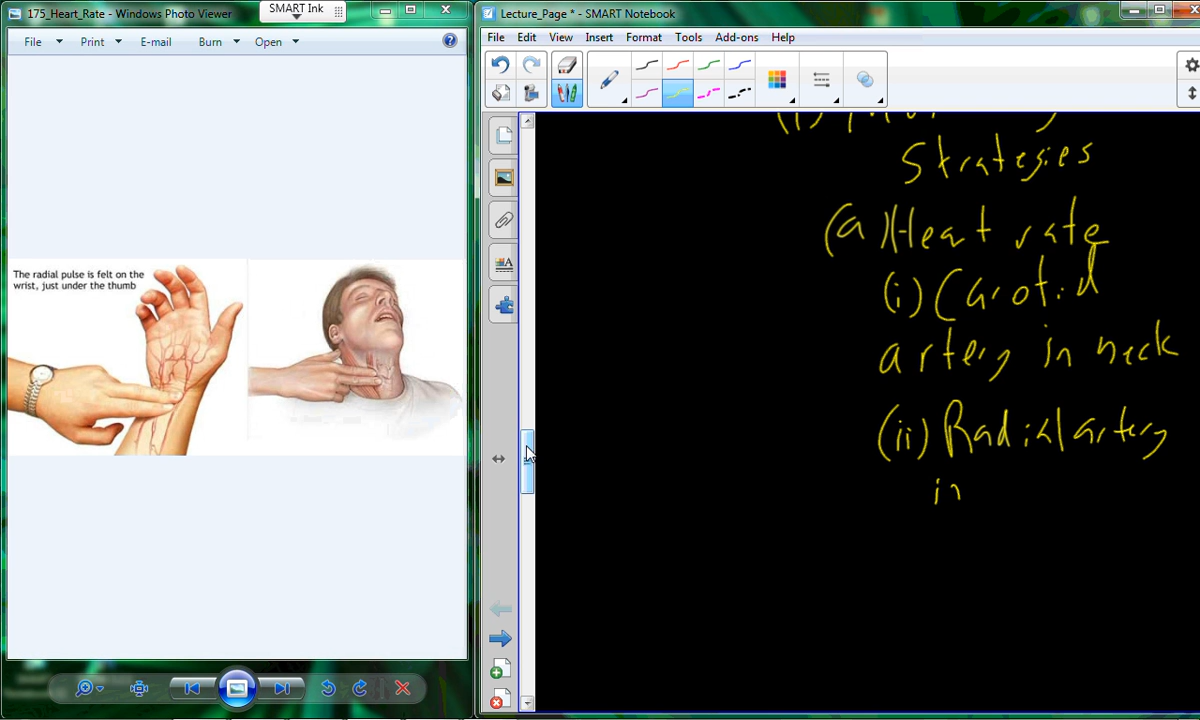 175_Heart_Rate - Windows Photo Viewer
SMART Ink
File Print E-mail Burn Open
The radial pulse is felt on the
wrist, just under the thumb
Lecture_Page * - SMART Notebook
File Edit View Insert Format Tools Add-ons Help
Strategies
(a) Heart rate
(i) Carotid
artery in neck
(ii) Radial artery
in